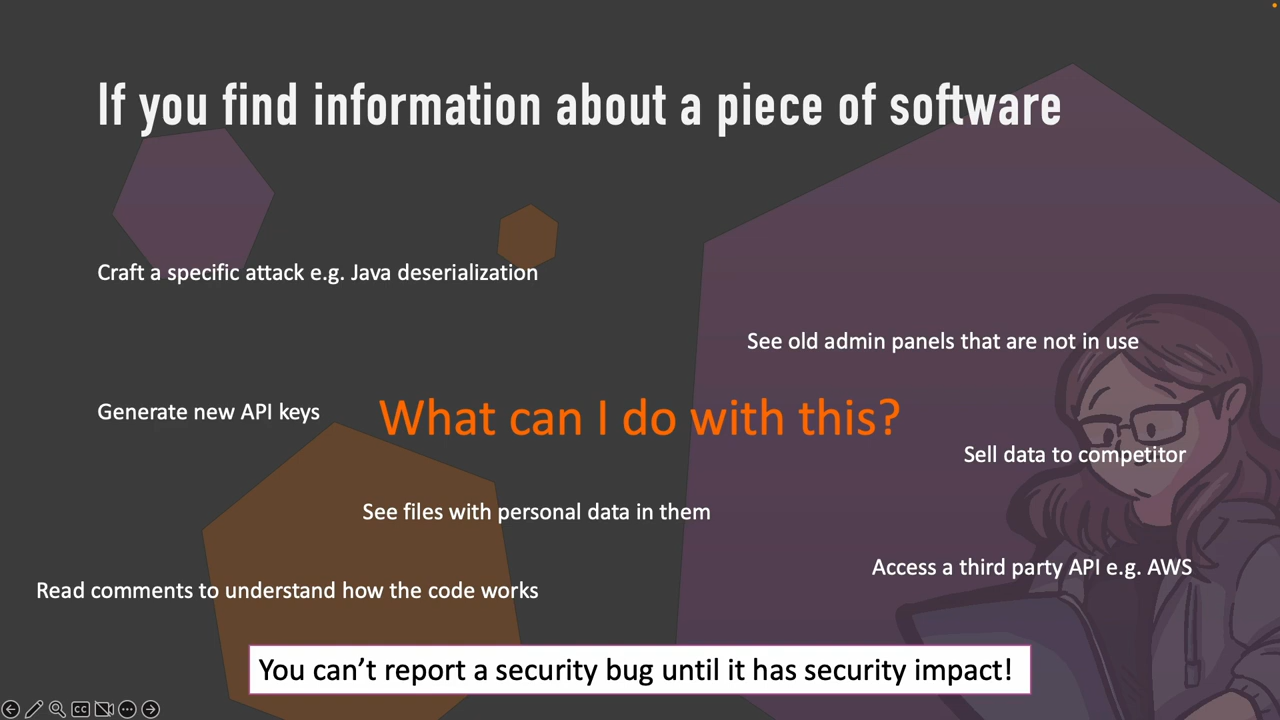 If you find information about a piece of software
Craft a specific attack e.g. Java deserialization
See old admin panels that are not in use
Generate new API keys
What can I do with this?
Sell data to competitor
See files with personal data in them
Access a third party API e.g. AWS
Read comments to understand how the code works
You can’t report a security bug until it has security impact!
CC